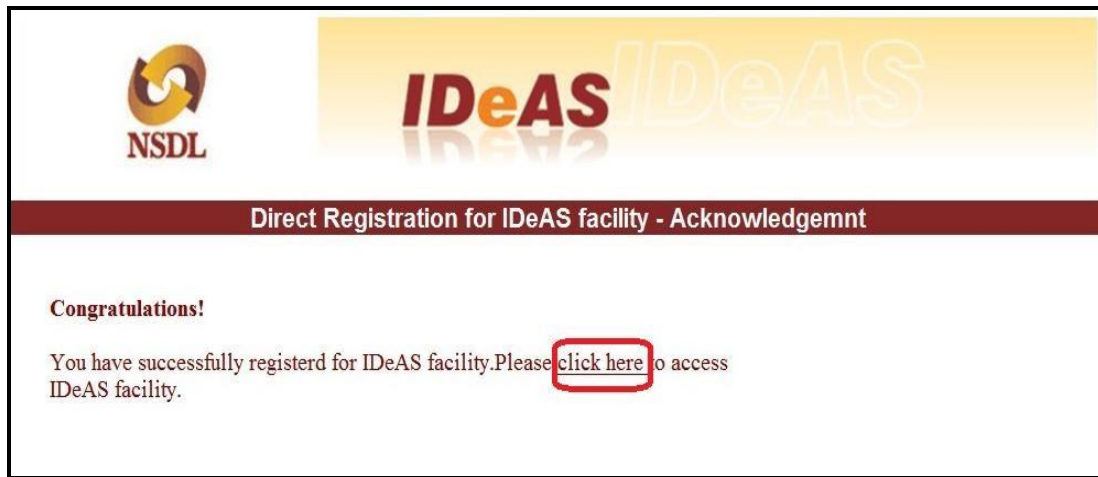 NSDL
IDeAS
IDeAS
Direct Registration for IDeAS facility - Acknowledgemnt
Congratulations!
You have successfully registerd for IDeAS facility.Please click here to access
IDeAS facility.